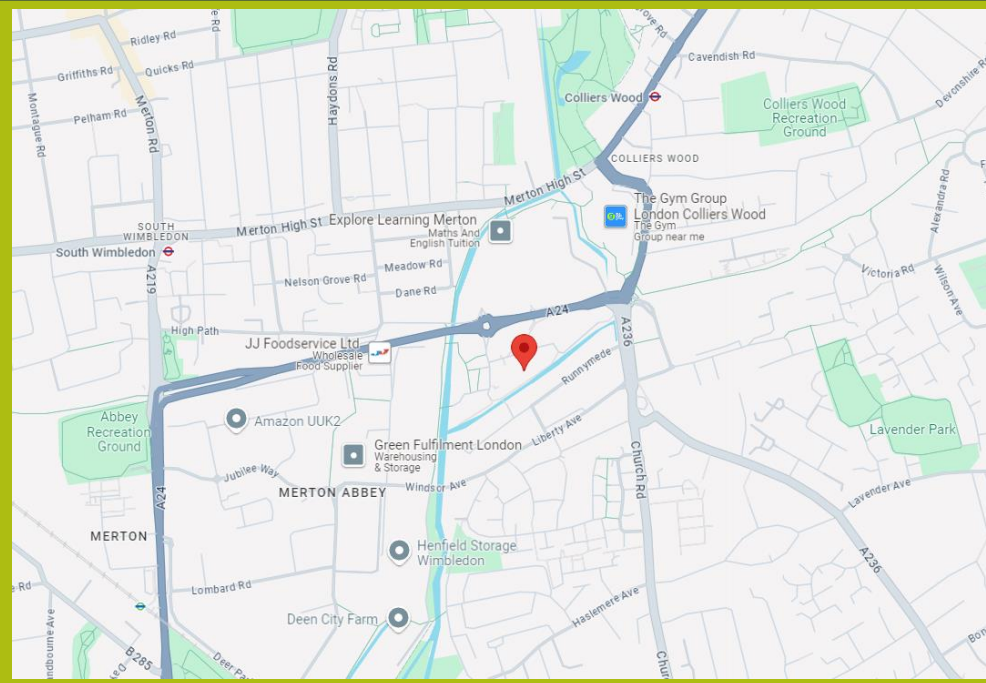 Ridley Rd
Griffiths Rd
Quicks Rd
Pelham Rd
Montague Rd
Merton Rd
Haydons Rd
Cavendish Rd
Devonshire R
Colliers Wood
Colliers Wood
Recreation
Ground
COLLIERS WOOD
Merton High St
The Gym Group
London Colliers Wood
The Gym
Group near me
Alexandra Rd
Merton High St
Explore Learning Merton
Maths And
English Tuition
SOUTH
WIMBLEDON
South Wimbledon
A219
Meadow Rd
Nelson Grove Rd
Dane Rd
Victoria Rd
Wilson Ave
High Path
A24
A236
JJ Foodservice Ltd
Wholesale
Food Supplier
Runnymede
Abbey
Recreation
Ground
Amazon UUK2
Liberty Ave
Lavender Park
Green Fulfilment London
Warehousing
& Storage
Church Rd
Jubilee Way
Windsor Ave
MERTON ABBEY
A24
Lavender Ave
MERTON
Henfield Storage
Wimbledon
A236
Lombard Rd
e Rd
Haslemere Ave
Deen City Farm
ndbourne Ave
B285
Deer Pa
Bon
Churc